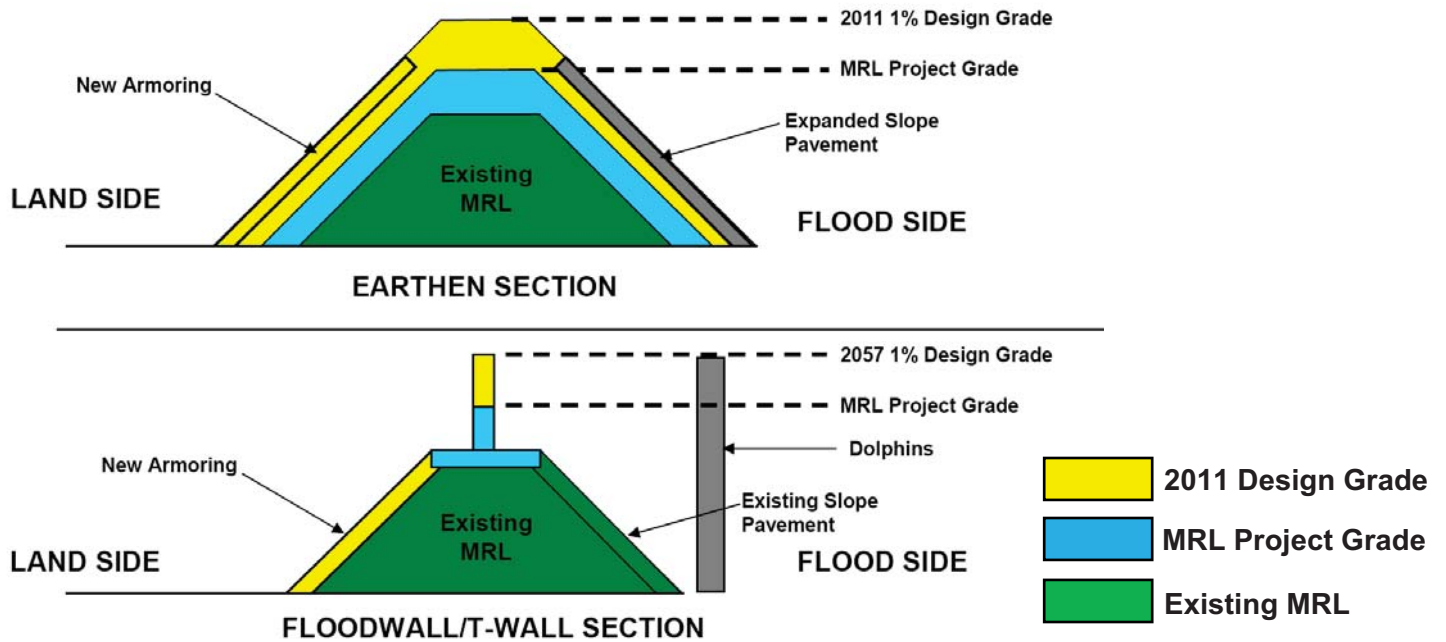 2011 1% Design Grade
MRL Project Grade
New Armoring
Expanded Slope
Pavement
Existing
MRL
LAND SIDE
FLOOD SIDE
EARTHEN SECTION
2057 1% Design Grade
MRL Project Grade
Dolphins
New Armoring
Existing Slope
Pavement
Existing
MRL
LAND SIDE
FLOOD SIDE
FLOODWALL/T-WALL SECTION
2011 Design Grade
MRL Project Grade
Existing MRL